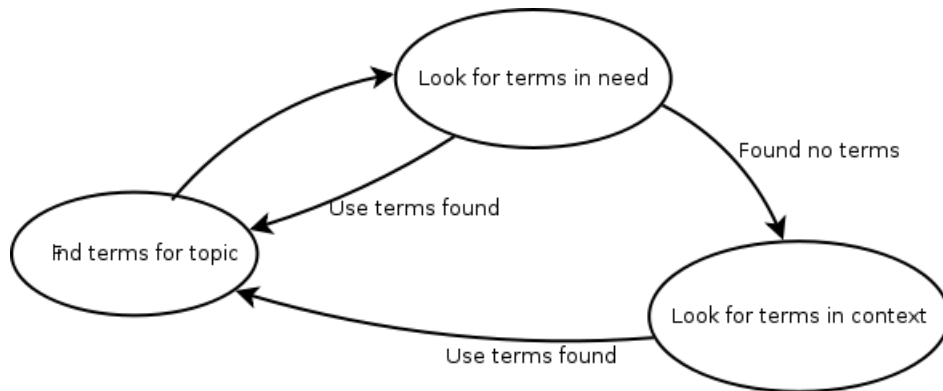 Look for terms in need
Found no terms
Use terms found
Find terms for topic
Look for terms in context
Use terms found